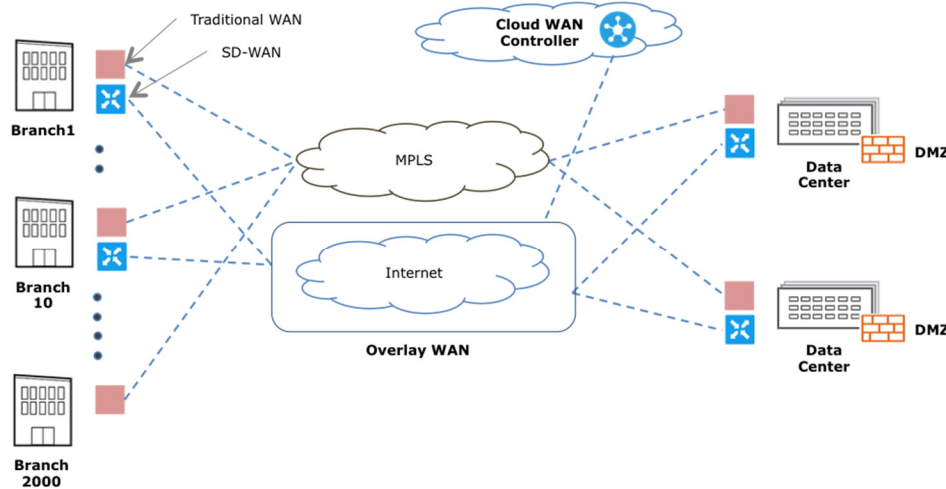 Traditional WAN
SD-WAN
Cloud WAN
Controller
Branch1
MPLS
Data
Center
DMZ
Branch
10
Internet
Overlay WAN
Data
Center
DMZ
Branch
2000